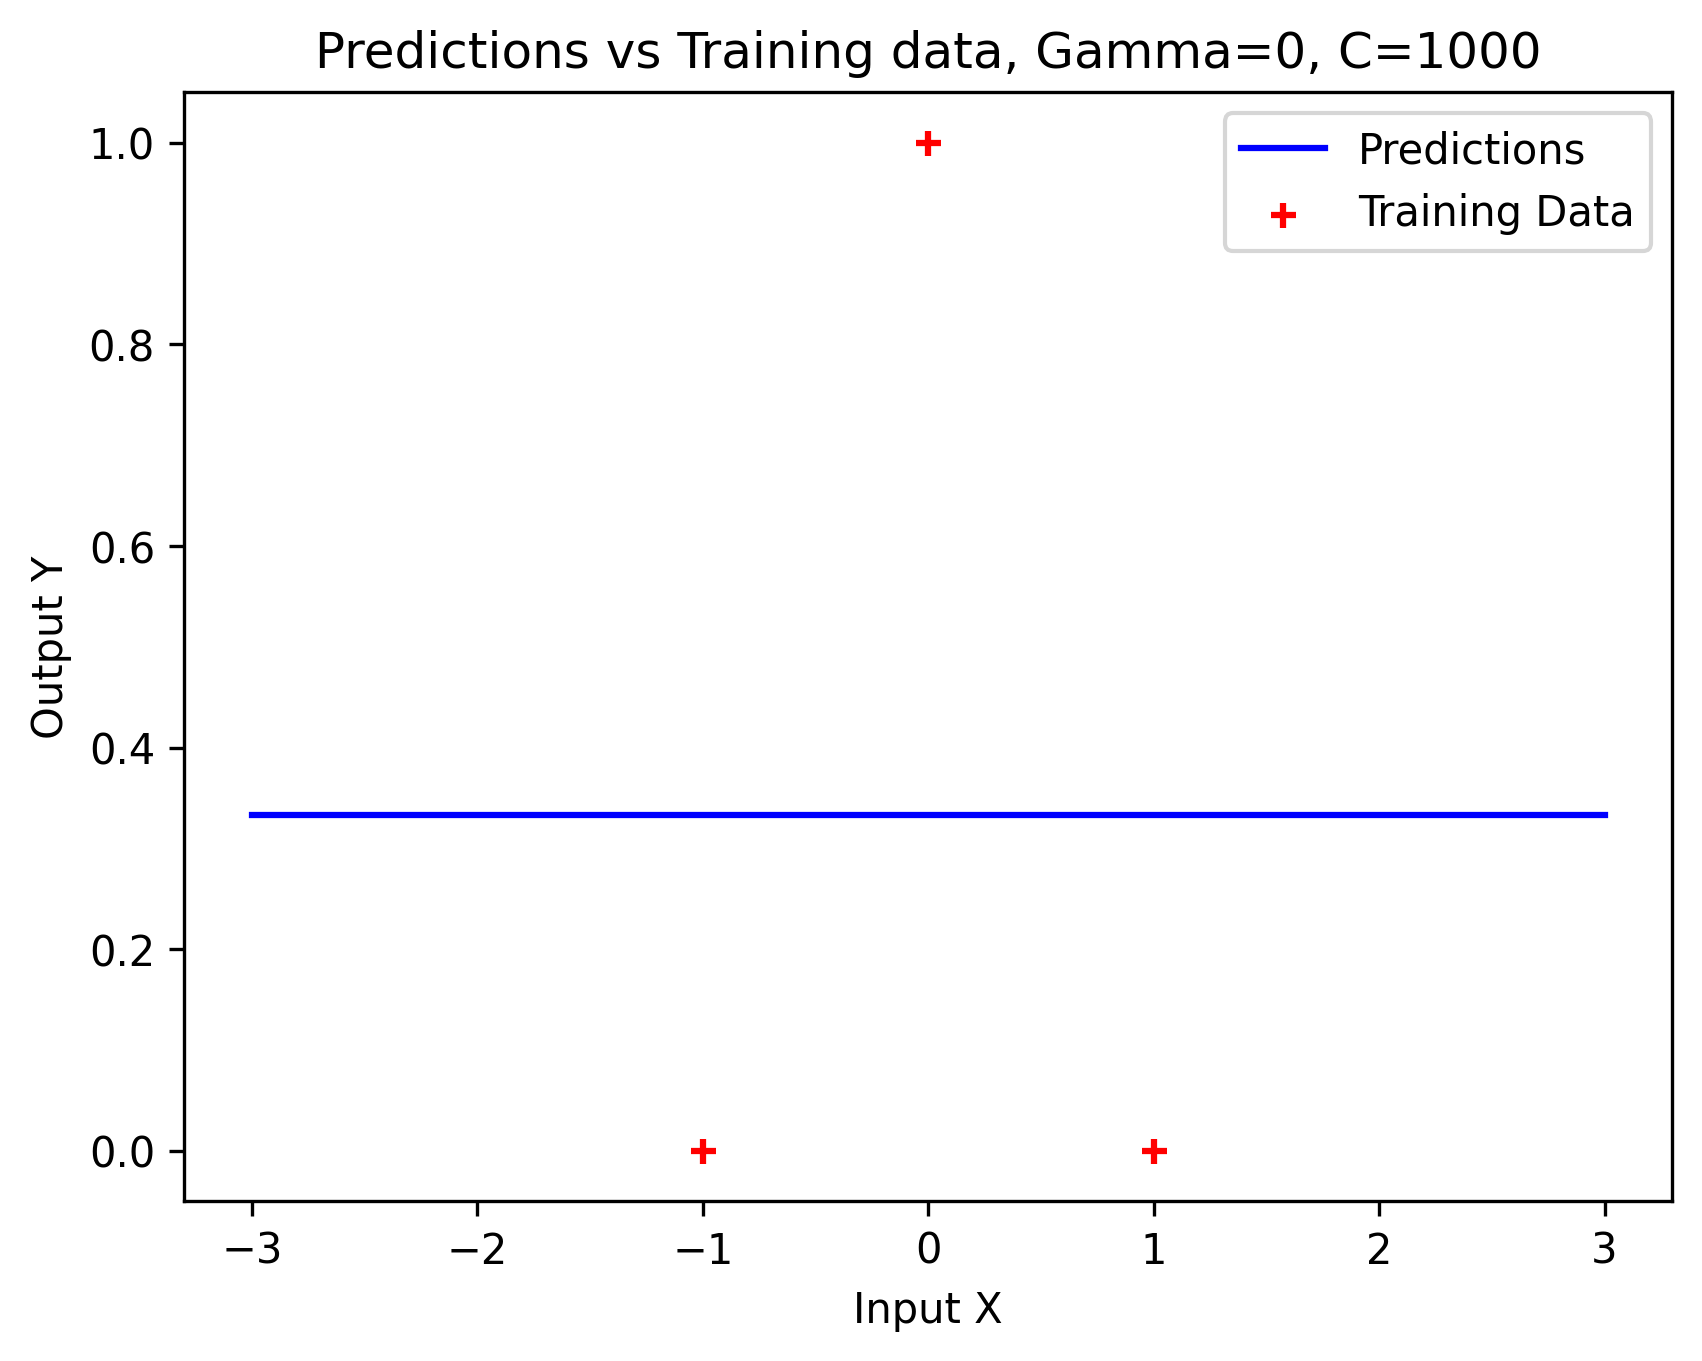 Predictions vs Training data, Gamma=0, C=1000
Predictions
Training Data
1.0
0.8
0.6
0.4
0.2
0.0
Output Y
−3
−2
−1
0
1
2
3
Input X